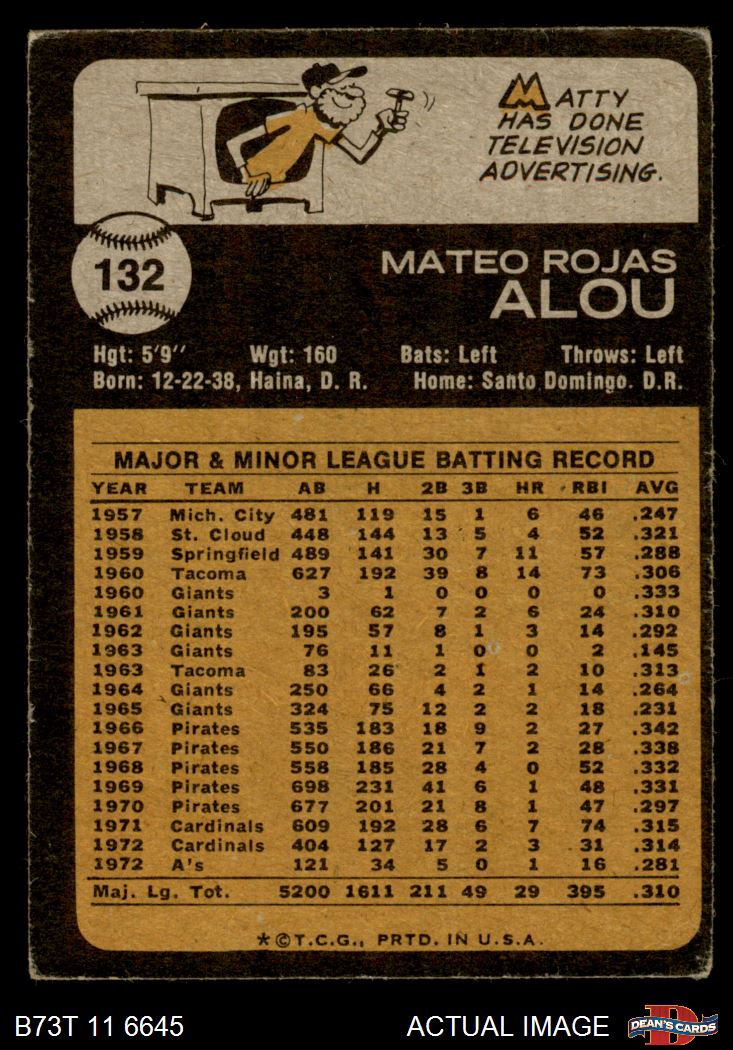 MATTY
HAS DONE
TELEVISION
ADVERTISING.
132
MATEO ROJAS
ALOU
Hgt: 5'9" Wgt: 160 Bats: Left Throws: Left
Born: 12-22-38, Haina, D. R. Home: Santo Domingo. D.R.
MAJOR & MINOR LEAGUE BATTING RECORD
YEAR TEAM AB H 2B 3B HR RBI AVG
1957 Mich. City 481 119 15 1 6 46 .247
1958 St. Cloud 448 144 13 5 4 52 .321
1959 Springfield 489 141 30 7 11 57 .288
1960 Tacoma 627 192 39 8 14 73 .306
1960 Giants 3 1 0 0 0 0 .333
1961 Giants 200 62 7 2 6 24 .310
1962 Giants 195 57 8 1 3 14 .292
1963 Giants 76 11 1 0 0 2 .145
1963 Tacoma 83 26 2 1 2 10 .313
1964 Giants 250 66 4 2 1 14 .264
1965 Giants 324 75 12 2 2 18 .231
1966 Pirates 535 183 18 9 2 27 .342
1967 Pirates 550 186 21 7 2 28 .338
1968 Pirates 558 185 28 4 0 52 .332
1969 Pirates 698 231 41 6 1 48 .331
1970 Pirates 677 201 21 8 1 47 .297
1971 Cardinals 609 192 28 6 7 74 .315
1972 Cardinals 404 127 17 2 3 31 .314
1972 A's 121 34 5 0 1 16 .281
Maj. Lg. Tot. 5200 1611 211 49 29 395 .310
*©T.C.G., PRTD. IN U.S.A.
B73T 11 6645 ACTUAL IMAGE DEAN'S CARDS